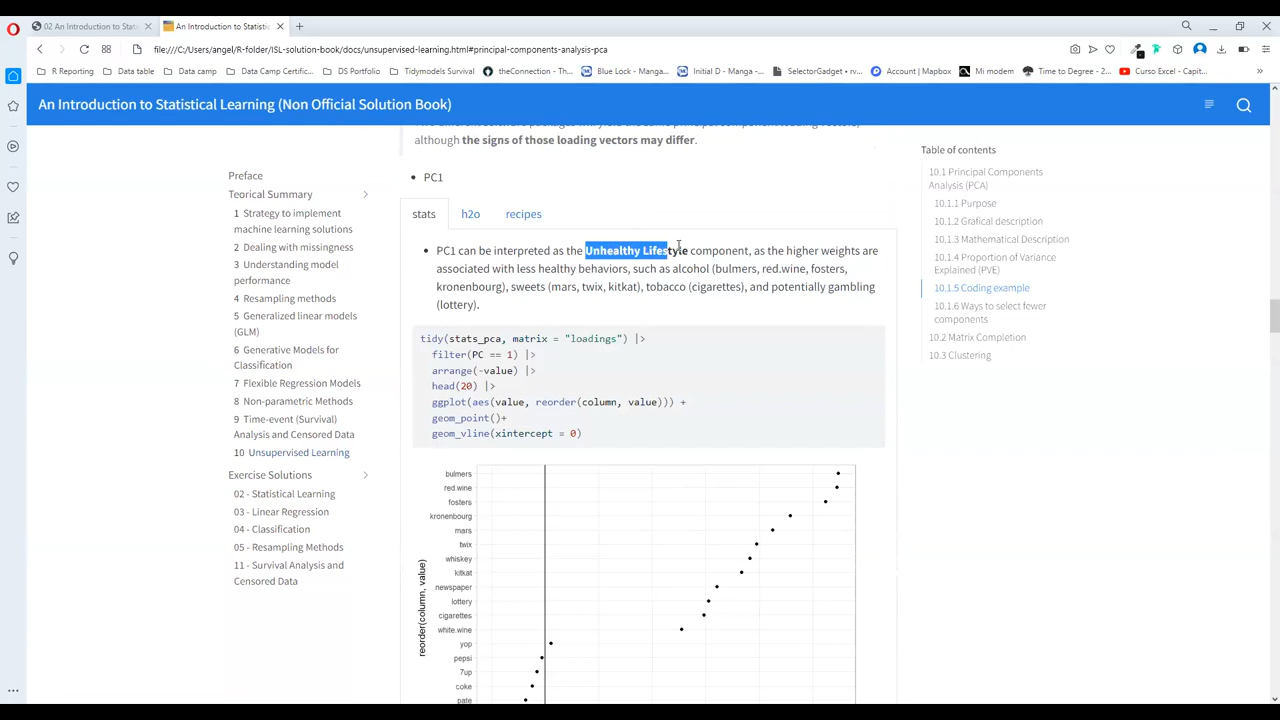 02 An Introduction to Stati
An Introduction to Statisti
file:///C:/Users/angel/R-folder/ISL-solution-book/docs/unsupervised-learning.html#principal-components-analysis-pca
R Reporting
Data table
Data camp
Data Camp Certific...
DS Portfolio
Tidymodels Survival
theConnection - Th...
Blue Lock - Manga...
Initial D - Manga -...
SelectorGadget • rv...
Account | Mapbox
Mi modem
Time to Degree - 2...
Curso Excel - Capit...
An Introduction to Statistical Learning (Non Official Solution Book)
although the signs of those loading vectors may differ.
Preface
Teorical Summary
1 Strategy to implement
machine learning solutions
2 Dealing with missingness
3 Understanding model
performance
4 Resampling methods
5 Generalized linear models
(GLM)
6 Generative Models for
Classification
7 Flexible Regression Models
8 Non-parametric Methods
9 Time-event (Survival)
Analysis and Censored Data
10 Unsupervised Learning
Exercise Solutions
02 - Statistical Learning
03 - Linear Regression
04 - Classification
05 - Resampling Methods
11 - Survival Analysis and
Censored Data
• PC1
stats
h2o
recipes
• PC1 can be interpreted as the Unhealthy Lifestyle component, as the higher weights are
associated with less healthy behaviors, such as alcohol (bulmers, red.wine, fosters,
kronenbourg), sweets (mars, twix, kitkat), tobacco (cigarettes), and potentially gambling
(lottery).
tidy(stats_pca, matrix = "loadings") |>
filter(PC == 1) |>
arrange(-value) |>
head(20) |>
ggplot(aes(value, reorder(column, value))) +
geom_point()+
geom_vline(xintercept = 0)
reorder(column, value)
bulmers
red.wine
fosters
kronenbourg
mars
twix
whiskey
kitkat
newspaper
lottery
cigarettes
white.wine
yop
pepsi
7up
coke
pate
Table of contents
10.1 Principal Components
Analysis (PCA)
10.1.1 Purpose
10.1.2 Grafical description
10.1.3 Mathematical Description
10.1.4 Proportion of Variance
Explained (PVE)
10.1.5 Coding example
10.1.6 Ways to select fewer
components
10.2 Matrix Completion
10.3 Clustering